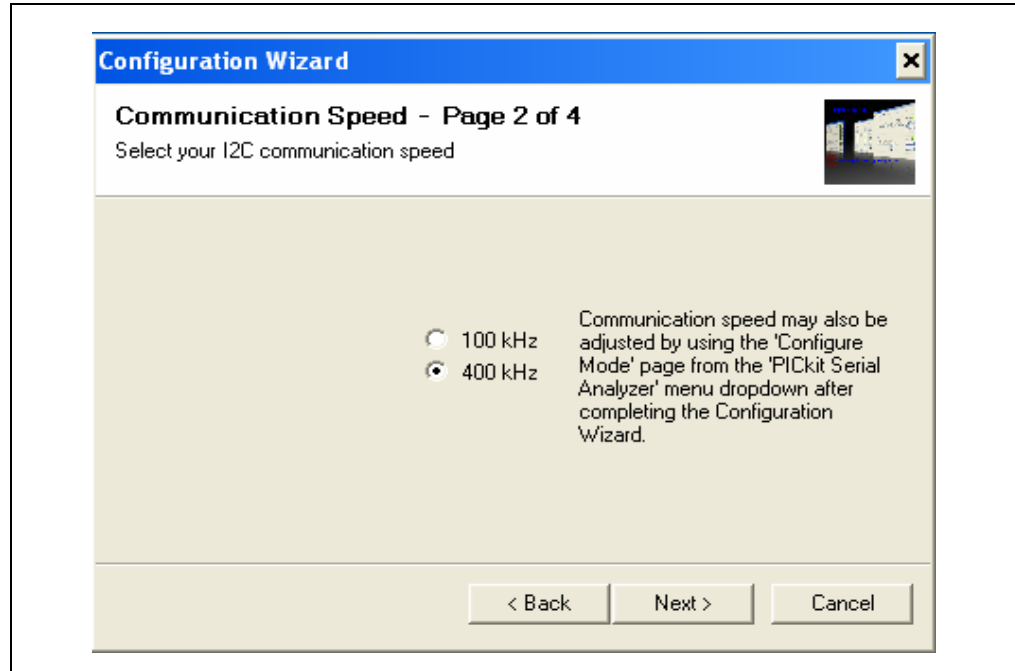 Configuration Wizard
Communication Speed - Page 2 of 4
Select your I2C communication speed
100 kHz
400 kHz
Communication speed may also be
adjusted by using the 'Configure
Mode' page from the 'PICkit Serial
Analyzer' menu dropdown after
completing the Configuration
Wizard.
< Back
Next >
Cancel